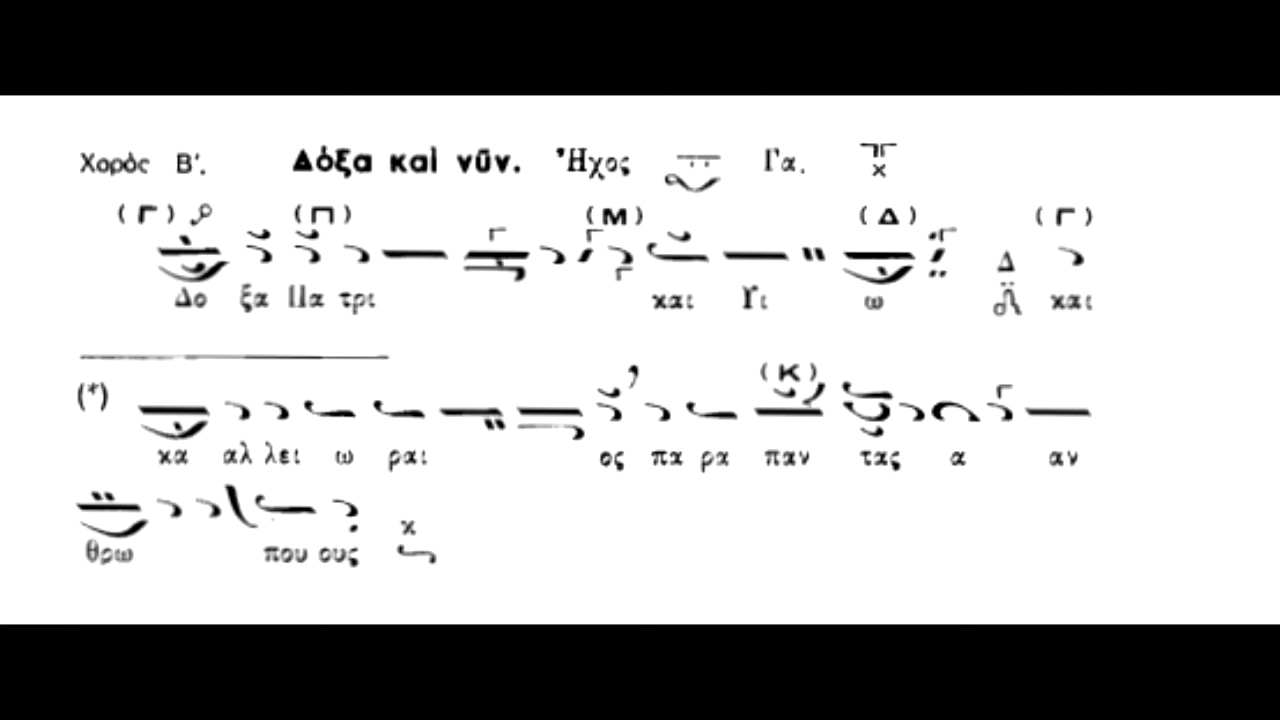 Χορὸς Β'. Δόξα καὶ νῦν. Ἦχος Γα. χ
(Γ) (Π) (Μ) (Δ) (Γ)
Δ
Δο ξα Πα τρι και Υι ω και
(Κ)
(*)
κα αλ λει ω ραι ος πα ρα παν τας α αν
χ
θρω που ους